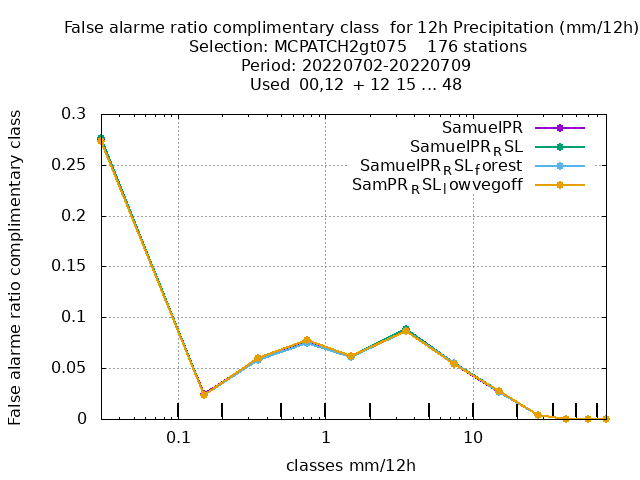 False alarme ratio complimentary class  for 12h Precipitation (mm/12h)
Selection: MCPATCH2gt075    176 stations
Period: 20220702-20220709
Used  00,12  + 12 15 ... 48
False alarme ratio complimentary class
0.3
0.25
0.2
0.15
0.1
0.05
0
SamuelPR
SamuelPR_RSL
SamuelPR_RSL_forest
SamPR_RSL_lowvegoff
0.1
1
10
classes mm/12h